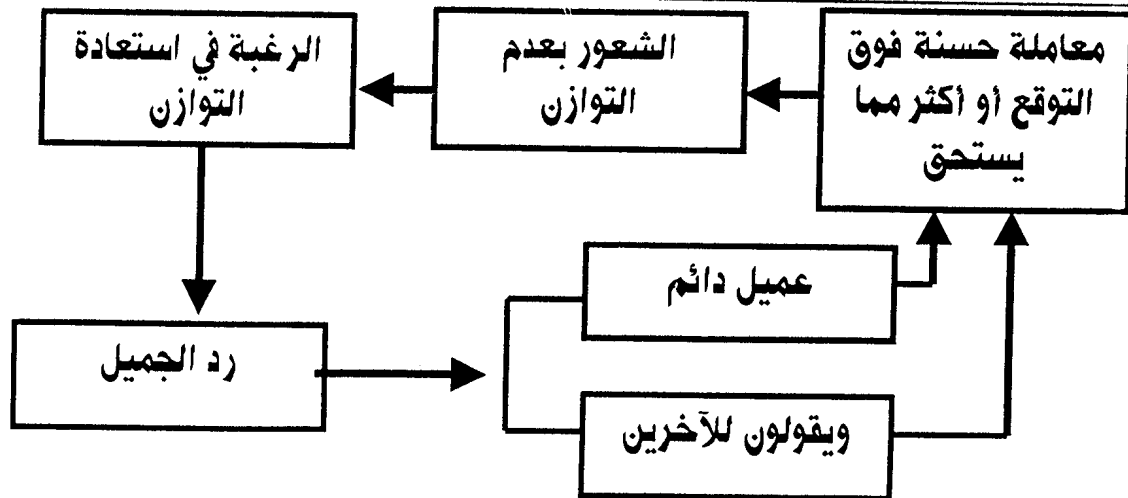 معاملة حسنة فوق
التوقع أو أكثر مما
يستحق
الشعور بعدم
التوازن
الرغبة في استعادة
التوازن
رد الجميل
عميل دائم
ويقولون للآخرين